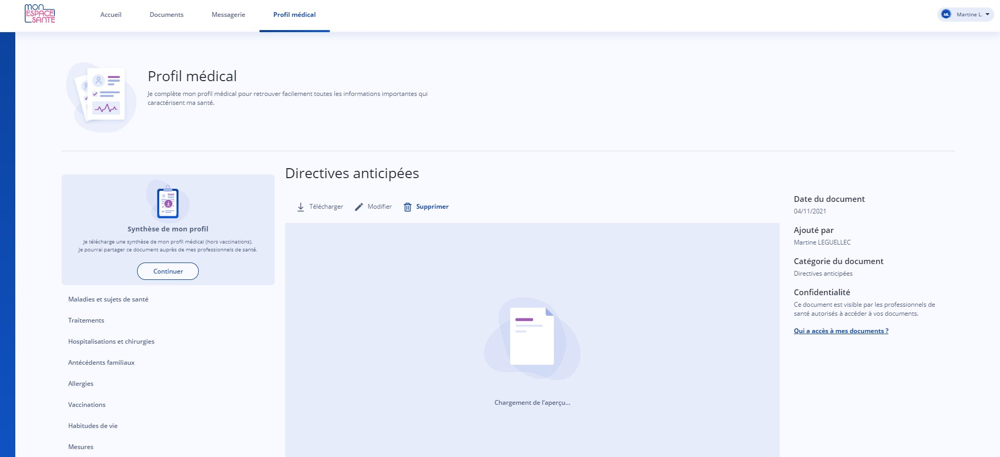 MON
ESPACE
SANTÉ
Accueil
Documents
Messagerie
Profil médical
ML
Martine L.
Profil médical
Je complète mon profil médical pour retrouver facilement toutes les informations importantes qui
caractérisent ma santé.
Synthèse de mon profil
Je télécharge une synthèse de mon profil médical (hors vaccinations).
Je pourrai partager ce document auprès de mes professionnels de santé.
Continuer
Maladies et sujets de santé
Traitements
Hospitalisations et chirurgies
Antécédents familiaux
Allergies
Vaccinations
Habitudes de vie
Mesures
Directives anticipées
Télécharger
Modifier
Supprimer
Chargement de l’aperçu...
Date du document
04/11/2021
Ajouté par
Martine LEGUELLEC
Catégorie du document
Directives anticipées
Confidentialité
Ce document est visible par les professionnels de
santé autorisés à accéder à vos documents.
Qui a accès à mes documents ?